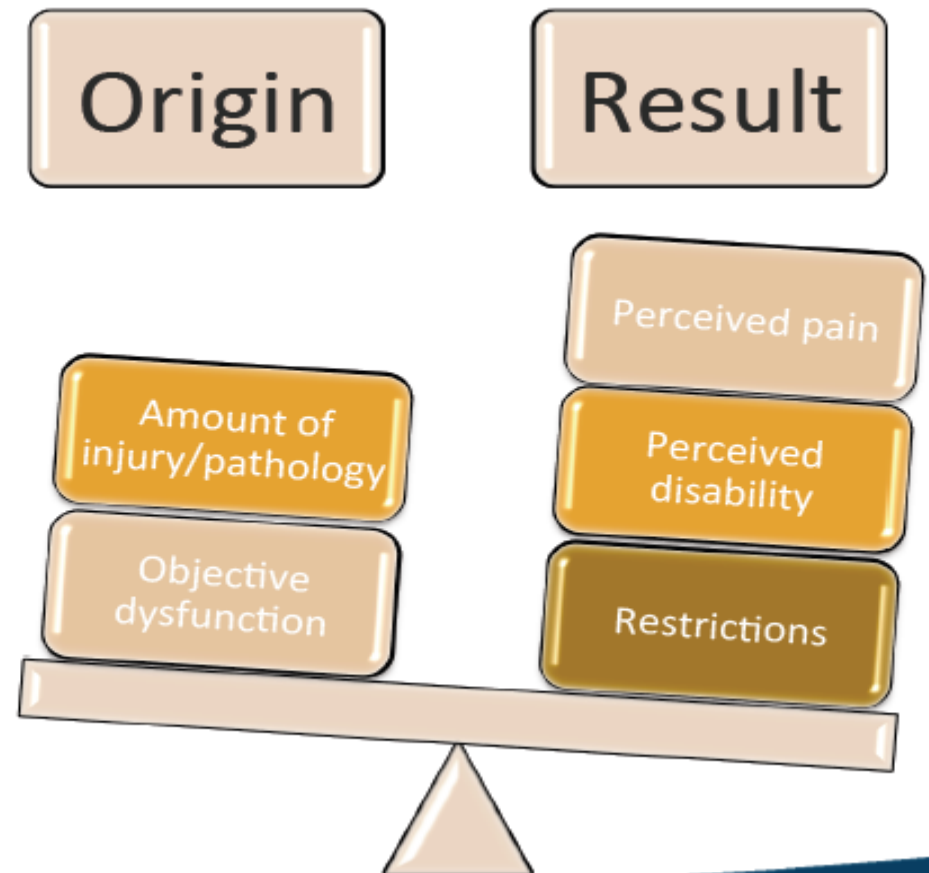 Origin
Result
Amount of
injury/pathology
Objective
dysfunction
Perceived pain
Perceived
disability
Restrictions